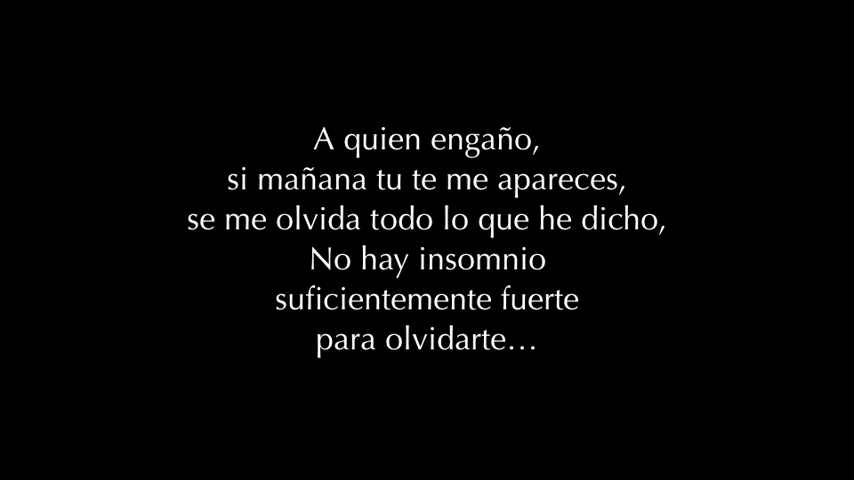 A quien engaño,
si mañana tu te me apareces,
se me olvida todo lo que he dicho,
No hay insomnio
suficientemente fuerte
para olvidarte…